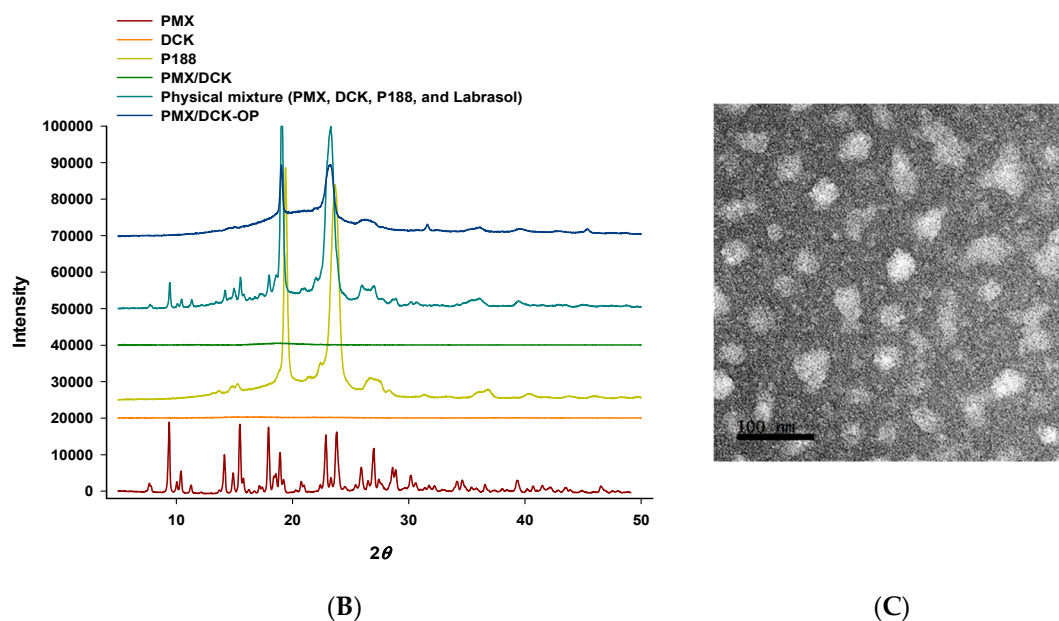 PMX
DCK
P188
PMX/DCK
Physical mixture (PMX, DCK, P188, and Labrasol)
PMX/DCK-OP
100000
90000
80000
70000
60000
50000
40000
30000
20000
10000
0
Intensity
10 20 30 40 50
2θ
100 nm
(B) (C)